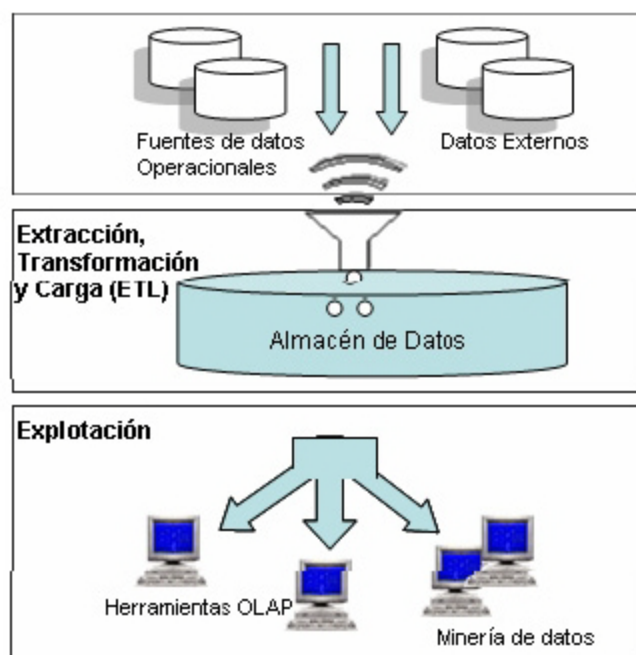 Fuentes de datos
Operacionales
Datos Externos
Extracción,
Transformación
y Carga (ETL)
Almacén de Datos
Explotación
Herramientas OLAP
Minería de datos